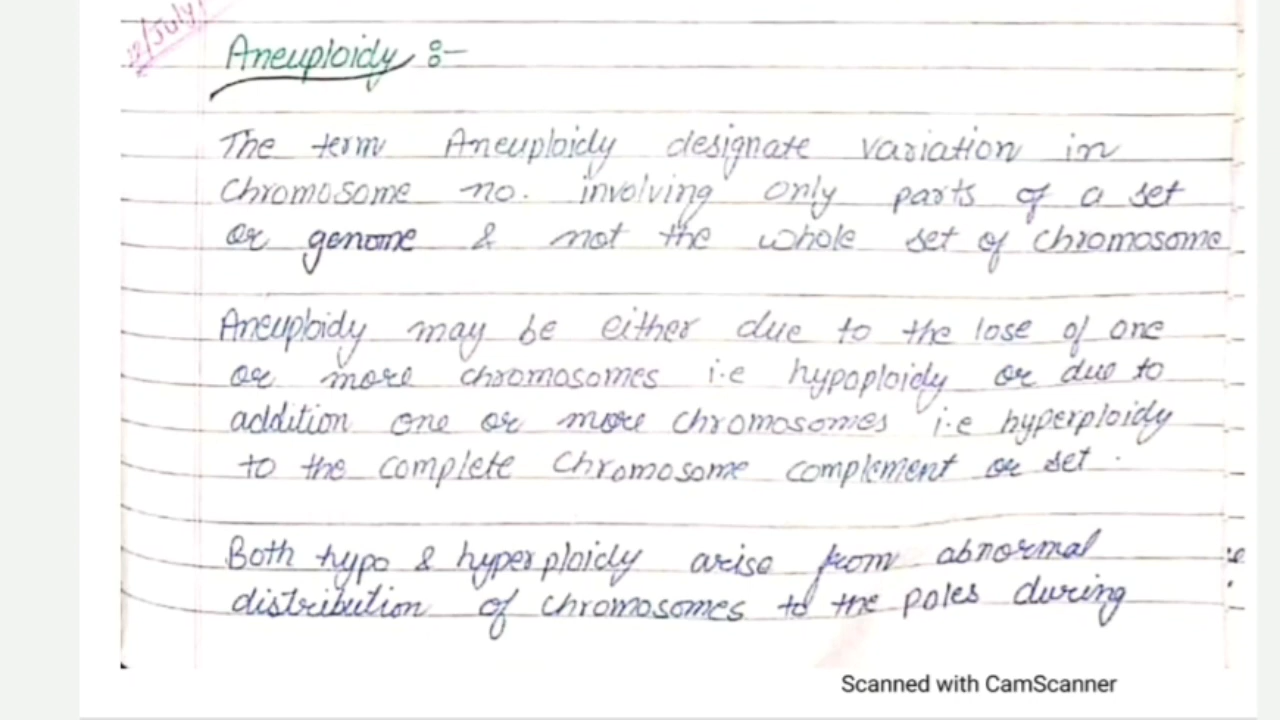 12/July/
Aneuploidy :-
The term Aneuploidy designate variation in
Chromosome no. involving only parts of a set
or genome & not the whole set of chromosome
Aneuploidy may be either due to the lose of one
or more chromosomes i.e hypoploidy or due to
addition one or more chromosomes i.e hyperploidy
to the complete Chromosome complement or set .
Both hypo & hyperploidy arise from abnormal
distribution of chromosomes to the poles during
Scanned with CamScanner